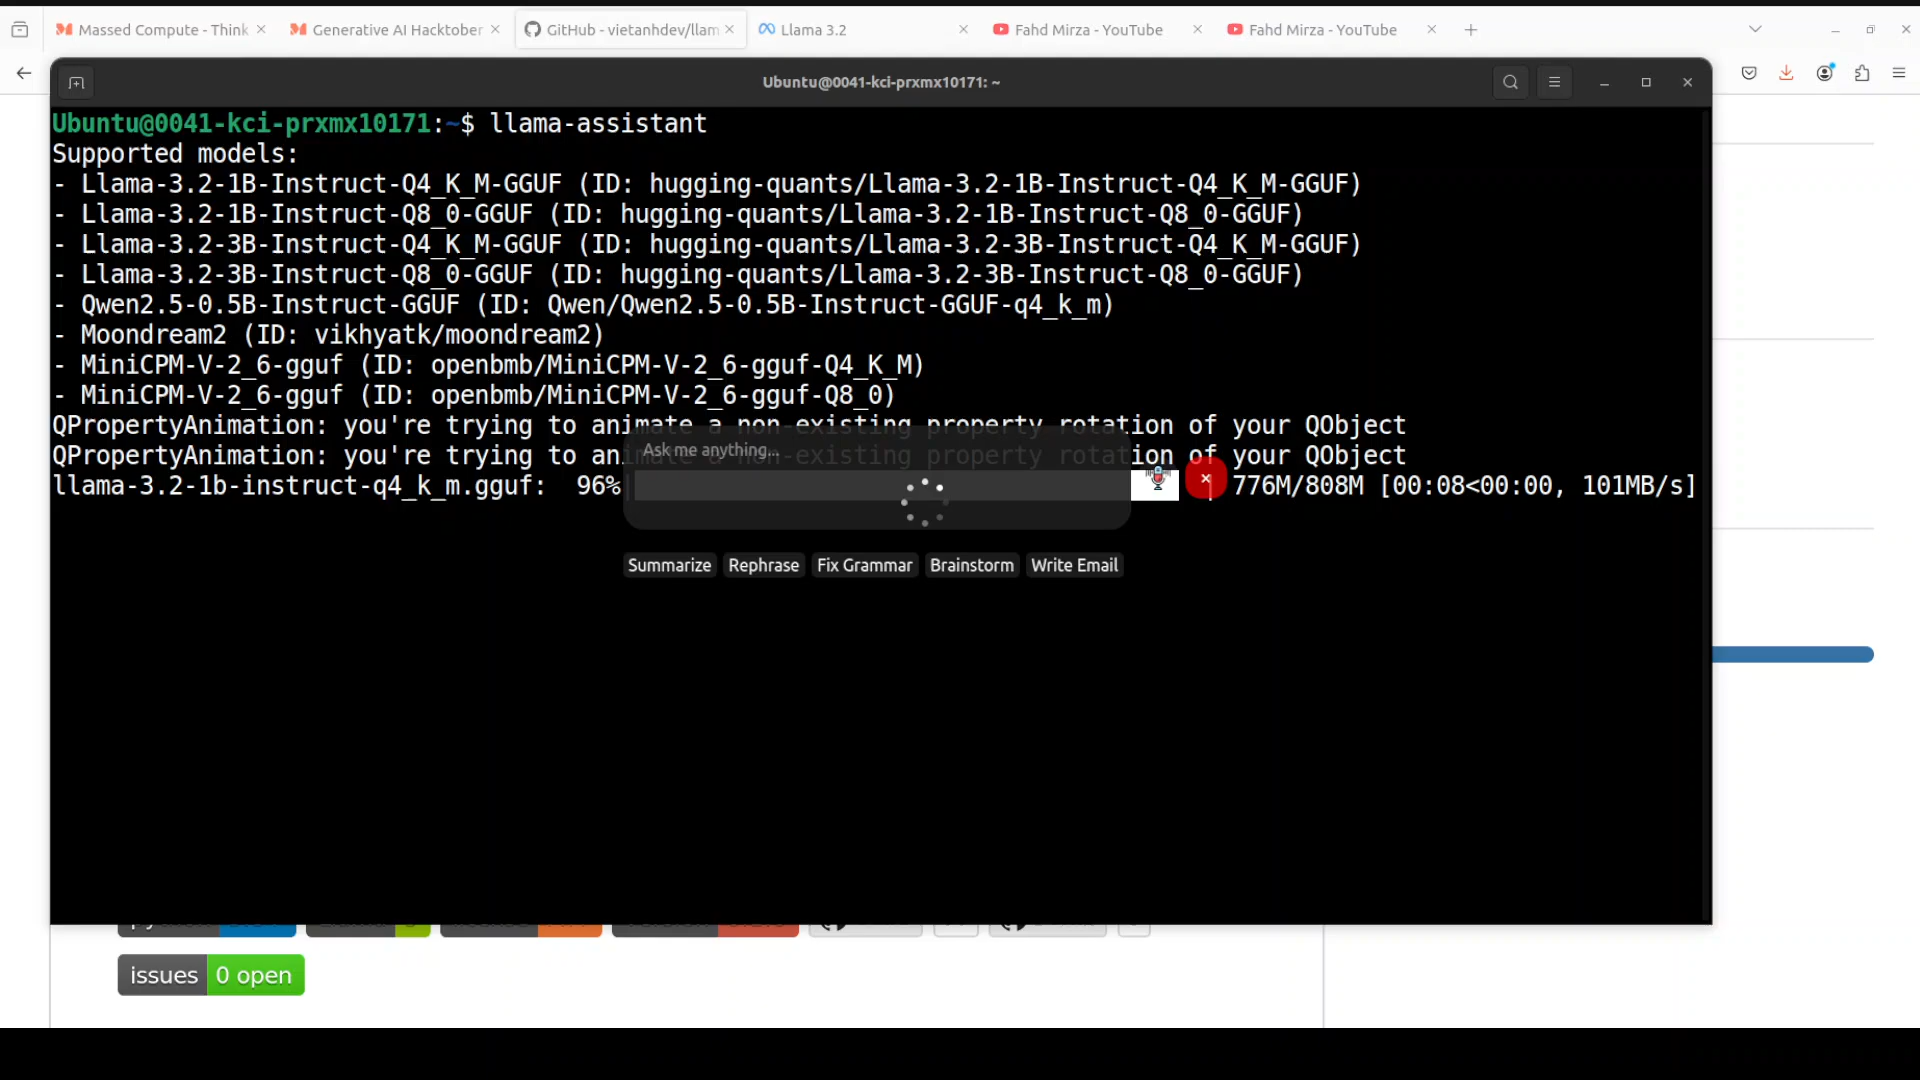 Massed Compute - Think
Generative AI Hacktober
GitHub - vietanhdev/llam
Llama 3.2
Fahd Mirza - YouTube
Fahd Mirza - YouTube
Ubuntu@0041-kci-prxmx10171: ~
Ubuntu@0041-kci-prxmx10171:~$ llama-assistant
Supported models:
- Llama-3.2-1B-Instruct-Q4_K_M-GGUF (ID: hugging-quants/Llama-3.2-1B-Instruct-Q4_K_M-GGUF)
- Llama-3.2-1B-Instruct-Q8_0-GGUF (ID: hugging-quants/Llama-3.2-1B-Instruct-Q8_0-GGUF)
- Llama-3.2-3B-Instruct-Q4_K_M-GGUF (ID: hugging-quants/Llama-3.2-3B-Instruct-Q4_K_M-GGUF)
- Llama-3.2-3B-Instruct-Q8_0-GGUF (ID: hugging-quants/Llama-3.2-3B-Instruct-Q8_0-GGUF)
- Qwen2.5-0.5B-Instruct-GGUF (ID: Qwen/Qwen2.5-0.5B-Instruct-GGUF-q4_k_m)
- Moondream2 (ID: vikhyatk/moondream2)
- MiniCPM-V-2_6-gguf (ID: openbmb/MiniCPM-V-2_6-gguf-Q4_K_M)
- MiniCPM-V-2_6-gguf (ID: openbmb/MiniCPM-V-2_6-gguf-Q8_0)
QPropertyAnimation: you're trying to animate a non-existing property rotation of your QObject
QPropertyAnimation: you're trying to animate a non-existing property rotation of your QObject
Ask me anything...
llama-3.2-1b-instruct-q4_k_m.gguf: 96%| | 776M/808M [00:08<00:00, 101MB/s]
Summarize Rephrase Fix Grammar Brainstorm Write Email
issues 0 open